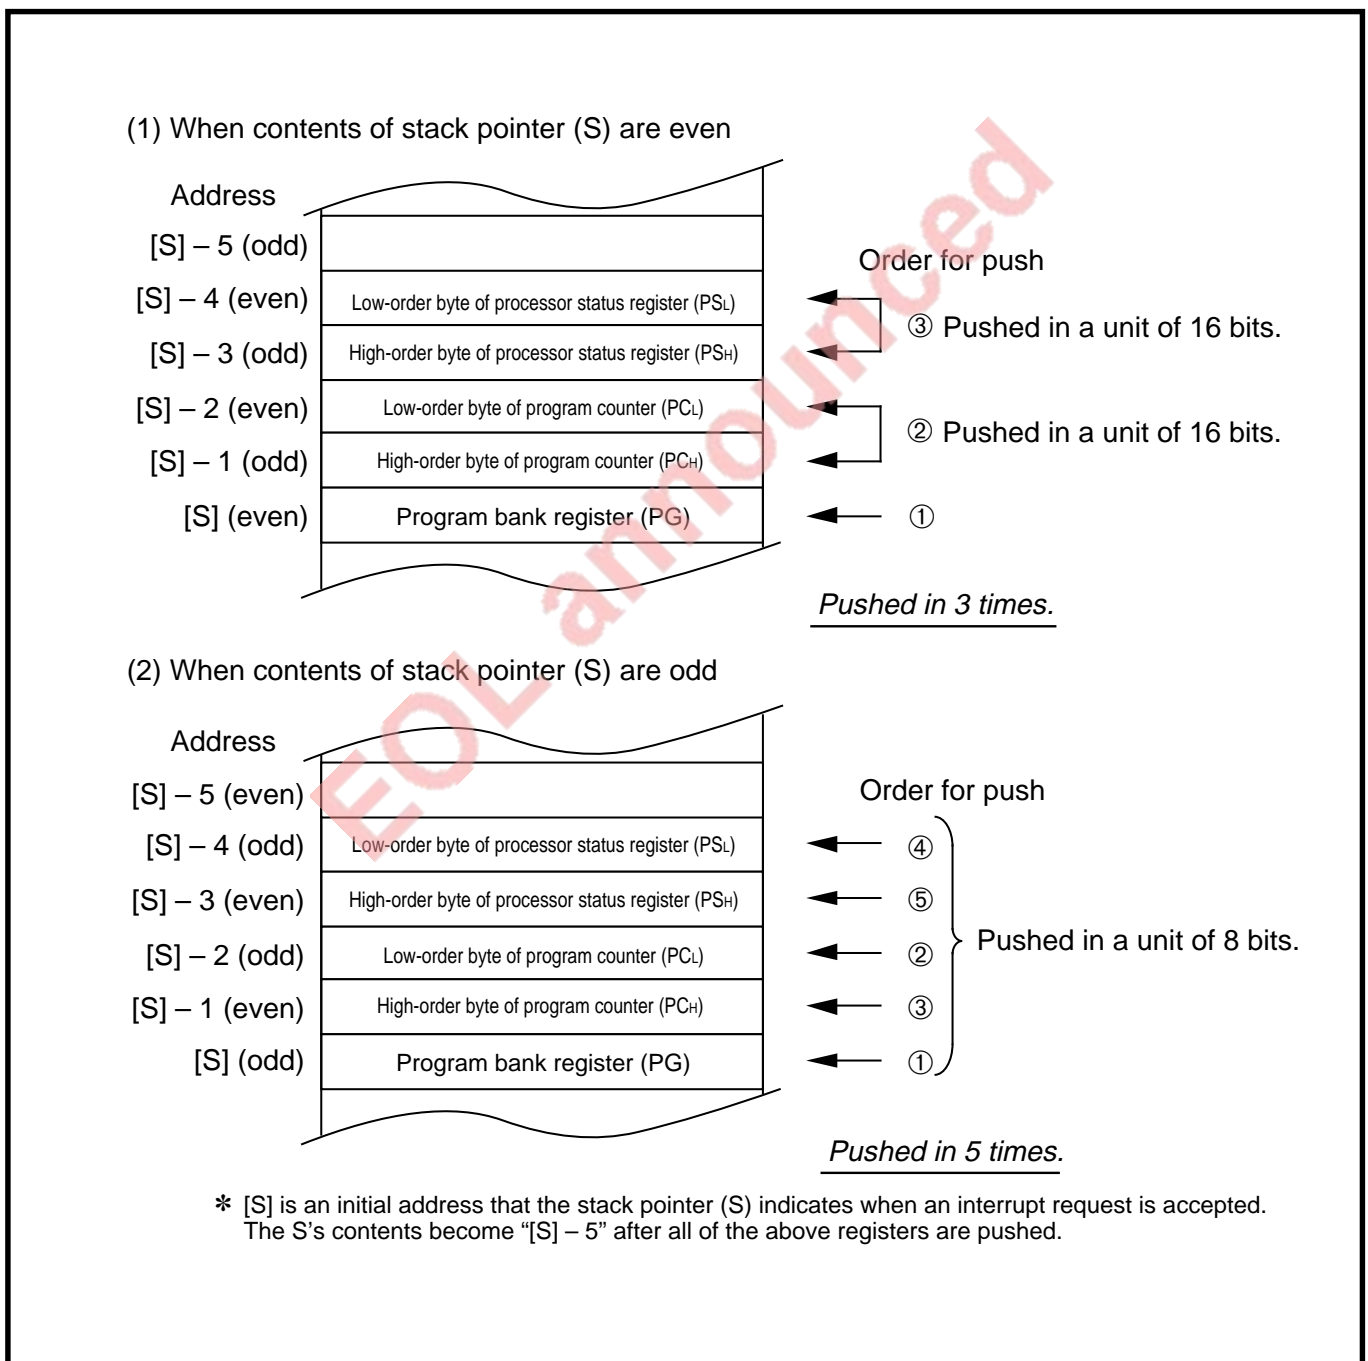 (1) When contents of stack pointer (S) are even
Address
[S] – 5 (odd)
Order for push
[S] – 4 (even) Low-order byte of processor status register (PSL)
③ Pushed in a unit of 16 bits.
[S] – 3 (odd) High-order byte of processor status register (PSH)
[S] – 2 (even) Low-order byte of program counter (PCL)
② Pushed in a unit of 16 bits.
[S] – 1 (odd) High-order byte of program counter (PCH)
[S] (even) Program bank register (PG) ①
Pushed in 3 times.
(2) When contents of stack pointer (S) are odd
Address
[S] – 5 (even) Order for push
[S] – 4 (odd) Low-order byte of processor status register (PSL) ④
[S] – 3 (even) High-order byte of processor status register (PSH) ⑤
[S] – 2 (odd) Low-order byte of program counter (PCL) ② Pushed in a unit of 8 bits.
[S] – 1 (even) High-order byte of program counter (PCH) ③
[S] (odd) Program bank register (PG) ①
Pushed in 5 times.
✻ [S] is an initial address that the stack pointer (S) indicates when an interrupt request is accepted.
The S’s contents become “[S] – 5” after all of the above registers are pushed.
EOL announced